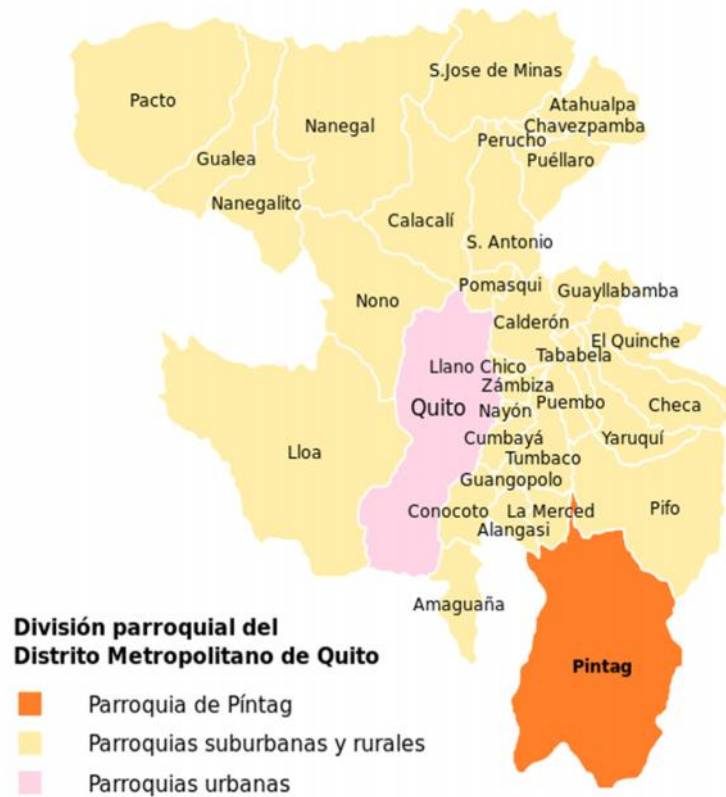 S.Jose de Minas
Pacto
Atahualpa
Nanegal
Chavezpamba
Perucho
Gualea
Puéllaro
Nanegalito
Calacalí
S. Antonio
Pomasqui
Guayllabamba
Nono
Calderón
El Quinche
Tababela
Llano Chico
Zámbiza
Puembo
Checa
Quito
Nayón
Cumbayá
Yaruquí
Lloa
Tumbaco
Guangopolo
Pifo
Conocoto
La Merced
Alangasi
Amaguaña
División parroquial del
Distrito Metropolitano de Quito
Pintag
Parroquia de Píntag
Parroquias suburbanas y rurales
Parroquias urbanas